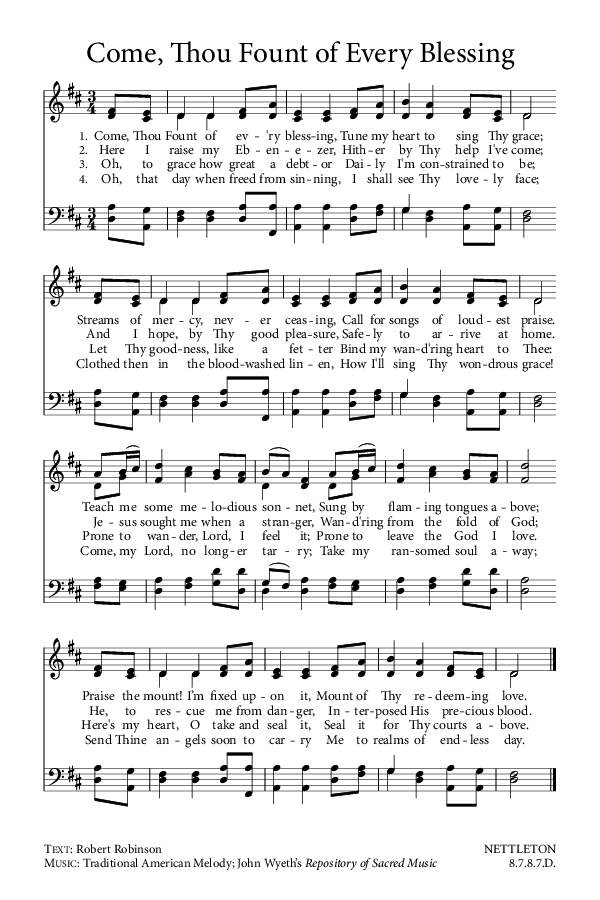 Come, Thou Fount of Every Blessing
1. Come, Thou Fount of ev - 'ry bless - ing, Tune my heart to sing Thy grace;
2. Here I raise my Eb - en - e - zer, Hith - er by Thy help I've come;
3. Oh, to grace how great a debt - or Dai - ly I'm con - strained to be;
4. Oh, that day when freed from sin - ning, I shall see Thy love - ly face;
Streams of mer - cy, nev - er ceas - ing, Call for songs of loud - est praise.
And I hope, by Thy good plea - sure, Safe - ly to ar - rive at home.
Let Thy good - ness, like a fet - ter Bind my wan - d'ring heart to Thee:
Clothed then in the blood - washed lin - en, How I'll sing Thy won - drous grace!
Teach me some me - lo - dious son - net, Sung by flam - ing tongues a - bove;
Je - sus sought me when a stran - ger, Wan - d'ring from the fold of God;
Prone to wan - der, Lord, I feel it; Prone to leave the God I love.
Come, my Lord, no long - er tar - ry; Take my ran - somed soul a - way;
Praise the mount! I'm fixed up - on it, Mount of Thy re - deem - ing love.
He, to res - cue me from dan - ger, In - ter - posed His pre - cious blood.
Here's my heart, O take and seal it, Seal it for Thy courts a - bove.
Send Thine an - gels soon to car - ry Me to realms of end - less day.
TEXT: Robert Robinson NETTLETON
MUSIC: Traditional American Melody; John Wyeth's Repository of Sacred Music 8.7.8.7.D.